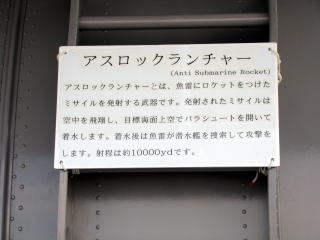 アスロックランチャー
(Anti Submarine Rocket)
アスロックランチャーとは、魚雷にロケットをつけた
ミサイルを発射する武器です。発射されたミサイルは
空中を飛翔し、目標海面上空でパラシュートを開いて
着水します。着水後は魚雷が潜水艦を捜索して攻撃を
します。射程は約10000ydです。